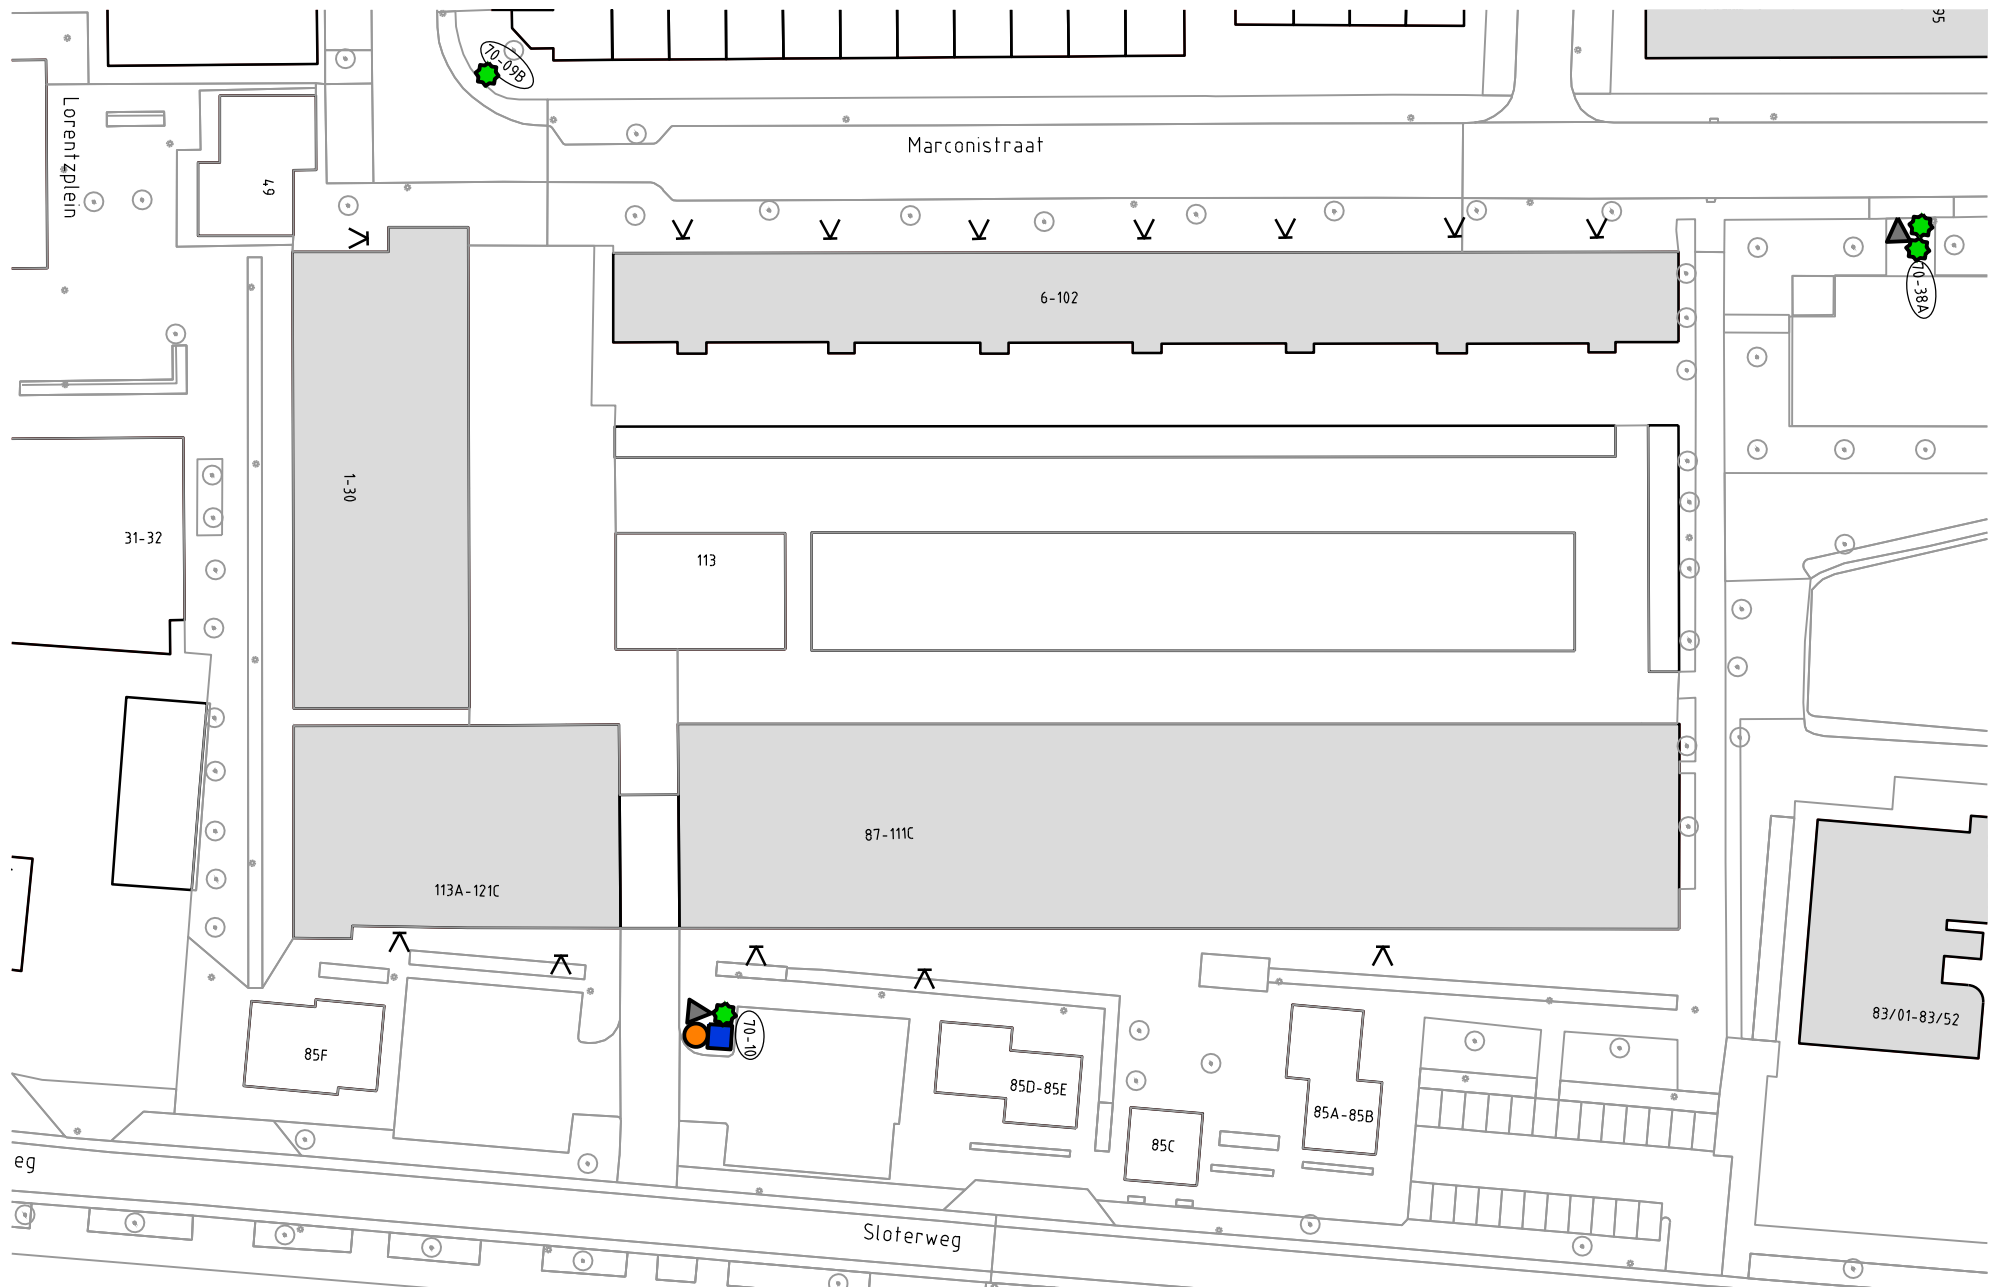 95
70-09B
Lorentzplein
Marconistraat
49
70-38A
6-102
1-30
31-32
113
87-111C
113A-121C
83/01-83/52
70-10
85F
85D-85E
85A-85B
85C
eg
Sloterweg